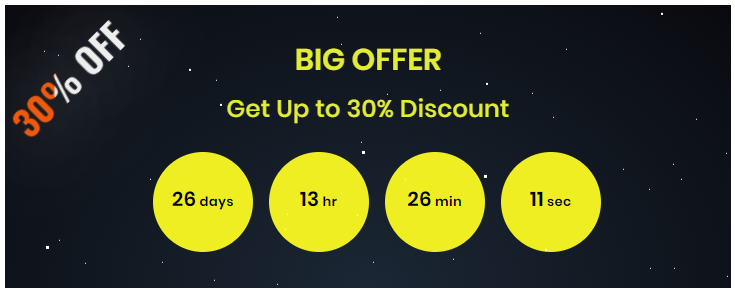 30% OFF
BIG OFFER
Get Up to 30% Discount
26 days 13 hr 26 min 11 sec